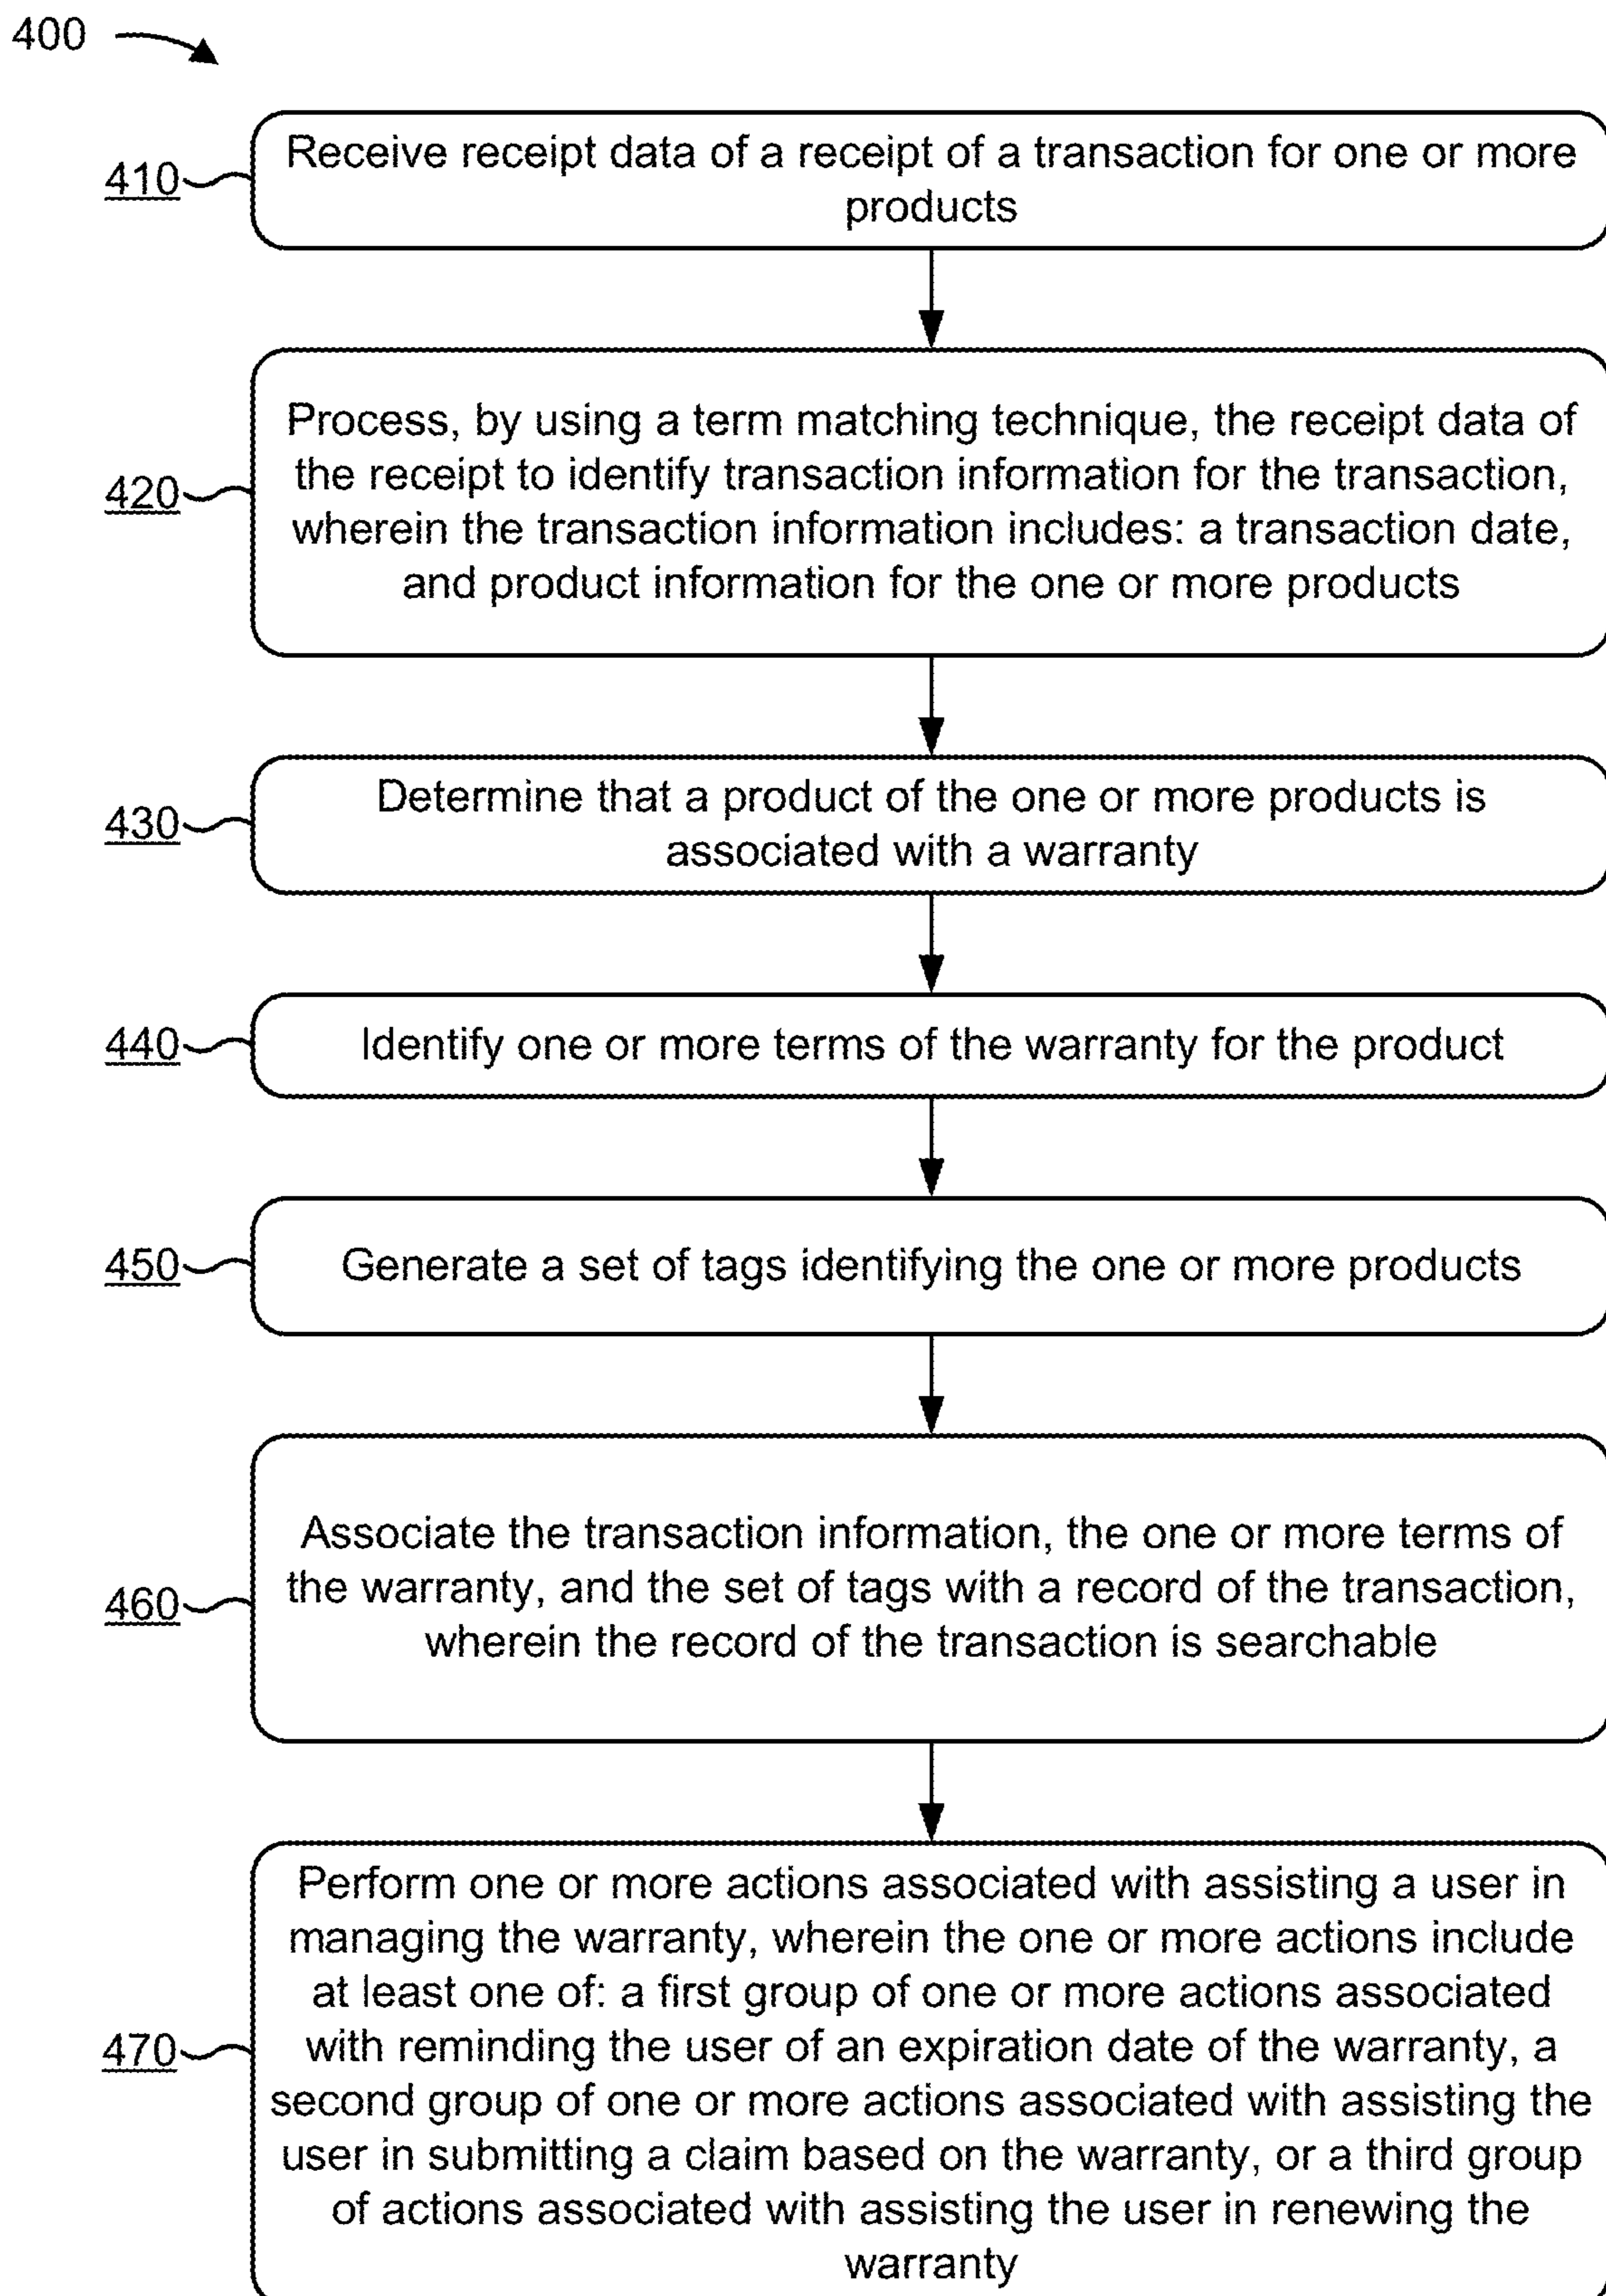 400
410
Receive receipt data of a receipt of a transaction for one or more
products
420
Process, by using a term matching technique, the receipt data of
the receipt to identify transaction information for the transaction,
wherein the transaction information includes: a transaction date,
and product information for the one or more products
430
Determine that a product of the one or more products is
associated with a warranty
440
Identify one or more terms of the warranty for the product
450
Generate a set of tags identifying the one or more products
460
Associate the transaction information, the one or more terms of
the warranty, and the set of tags with a record of the transaction,
wherein the record of the transaction is searchable
470
Perform one or more actions associated with assisting a user in
managing the warranty, wherein the one or more actions include
at least one of: a first group of one or more actions associated
with reminding the user of an expiration date of the warranty, a
second group of one or more actions associated with assisting the
user in submitting a claim based on the warranty, or a third group
of actions associated with assisting the user in renewing the
warranty